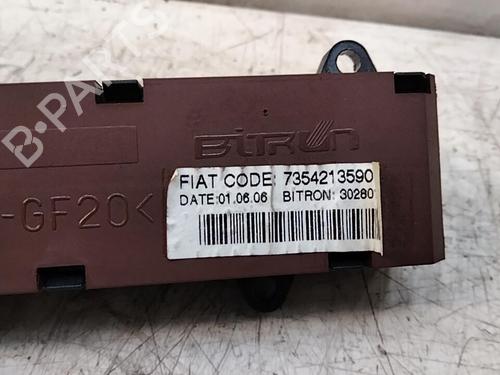 BITRON
FIAT CODE: 7354213590
DATE:01.06.06 BITRON: 30280
-GF20<
B-PARTS